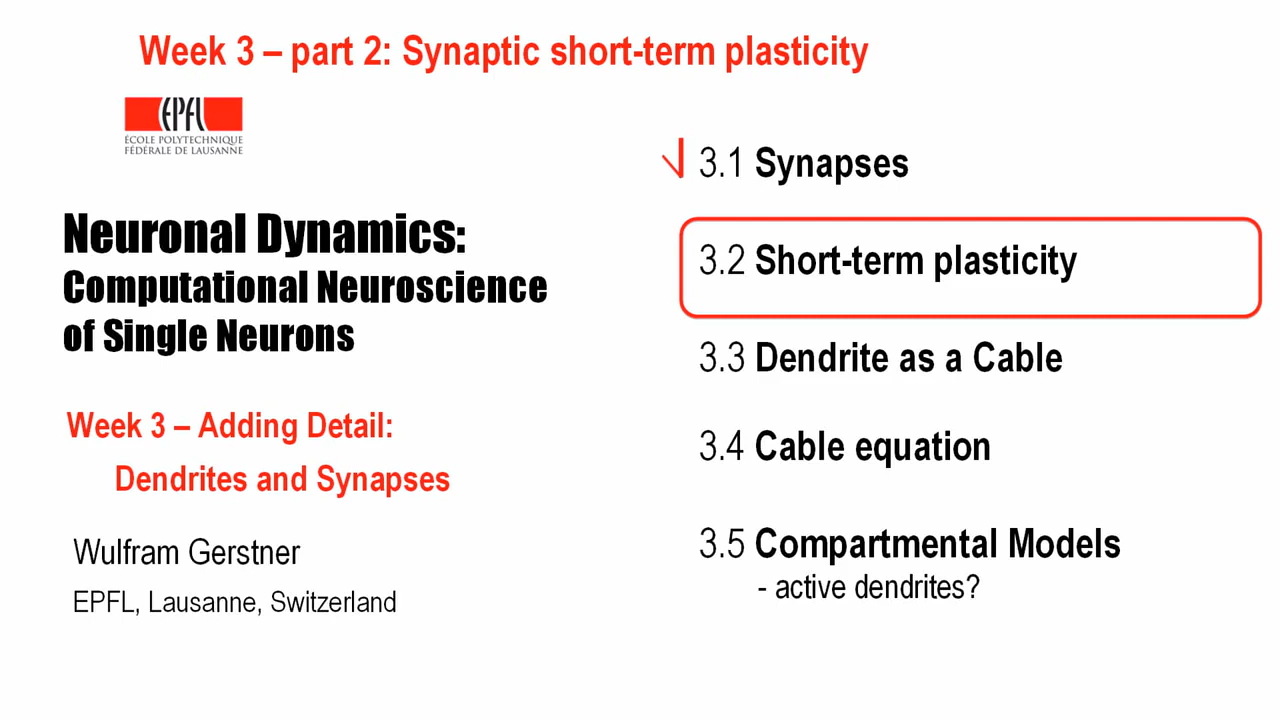 Week 3 – part 2: Synaptic short-term plasticity
EPFL
ÉCOLE POLYTECHNIQUE
FÉDÉRALE DE LAUSANNE
Neuronal Dynamics:
Computational Neuroscience
of Single Neurons
Week 3 – Adding Detail:
Dendrites and Synapses
Wulfram Gerstner
EPFL, Lausanne, Switzerland
3.1 Synapses
3.2 Short-term plasticity
3.3 Dendrite as a Cable
3.4 Cable equation
3.5 Compartmental Models
- active dendrites?